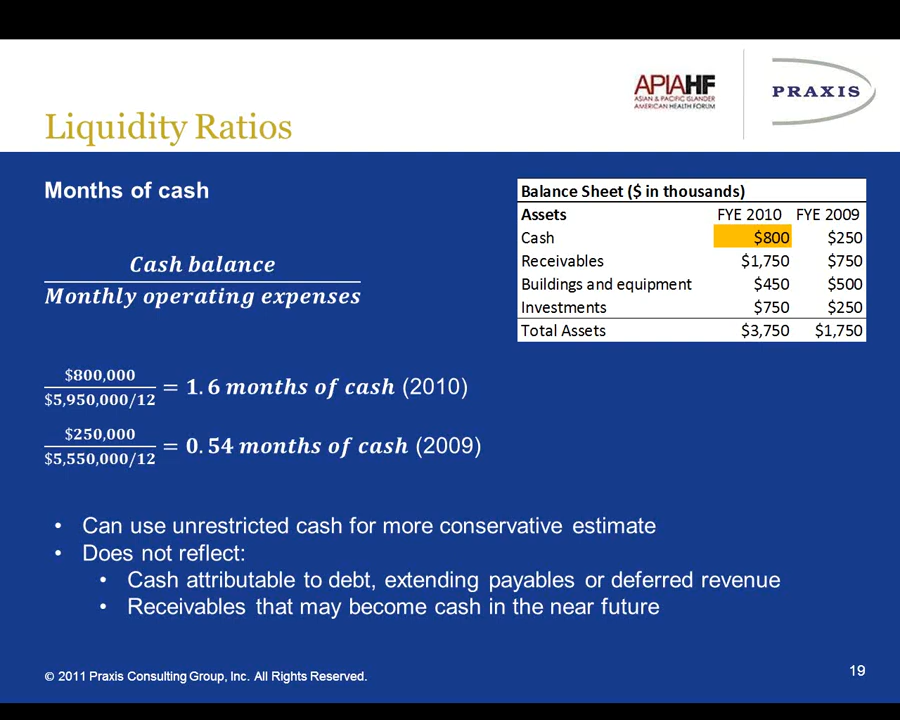 APIAHF
ASIAN & PACIFIC ISLANDER
AMERICAN HEALTH FORUM
PRAXIS
Liquidity Ratios
Months of cash
Cash balance
Monthly operating expenses
$800,000
$5,950,000/12 = 1.6 months of cash (2010)
$250,000
$5,550,000/12 = 0.54 months of cash (2009)
Balance Sheet ($ in thousands)
Assets FYE 2010 FYE 2009
Cash $800 $250
Receivables $1,750 $750
Buildings and equipment $450 $500
Investments $750 $250
Total Assets $3,750 $1,750
• Can use unrestricted cash for more conservative estimate
• Does not reflect:
• Cash attributable to debt, extending payables or deferred revenue
• Receivables that may become cash in the near future
© 2011 Praxis Consulting Group, Inc. All Rights Reserved.
19